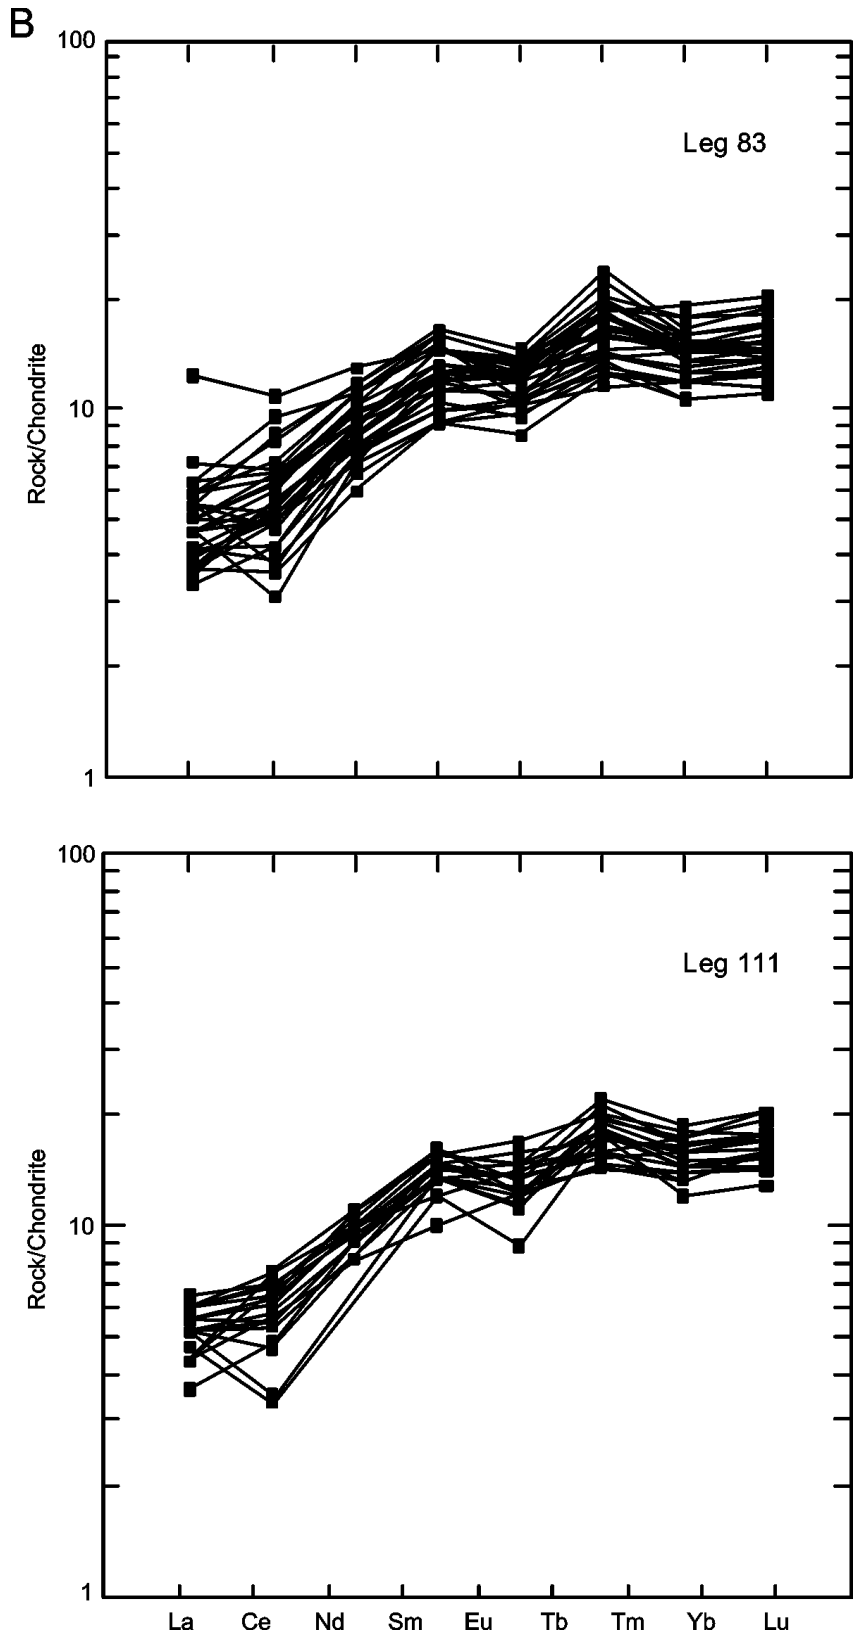 B
100
Leg 83
10
Rock/Chondrite
1
100
Leg 111
10
Rock/Chondrite
1
La Ce Nd Sm Eu Tb Tm Yb Lu